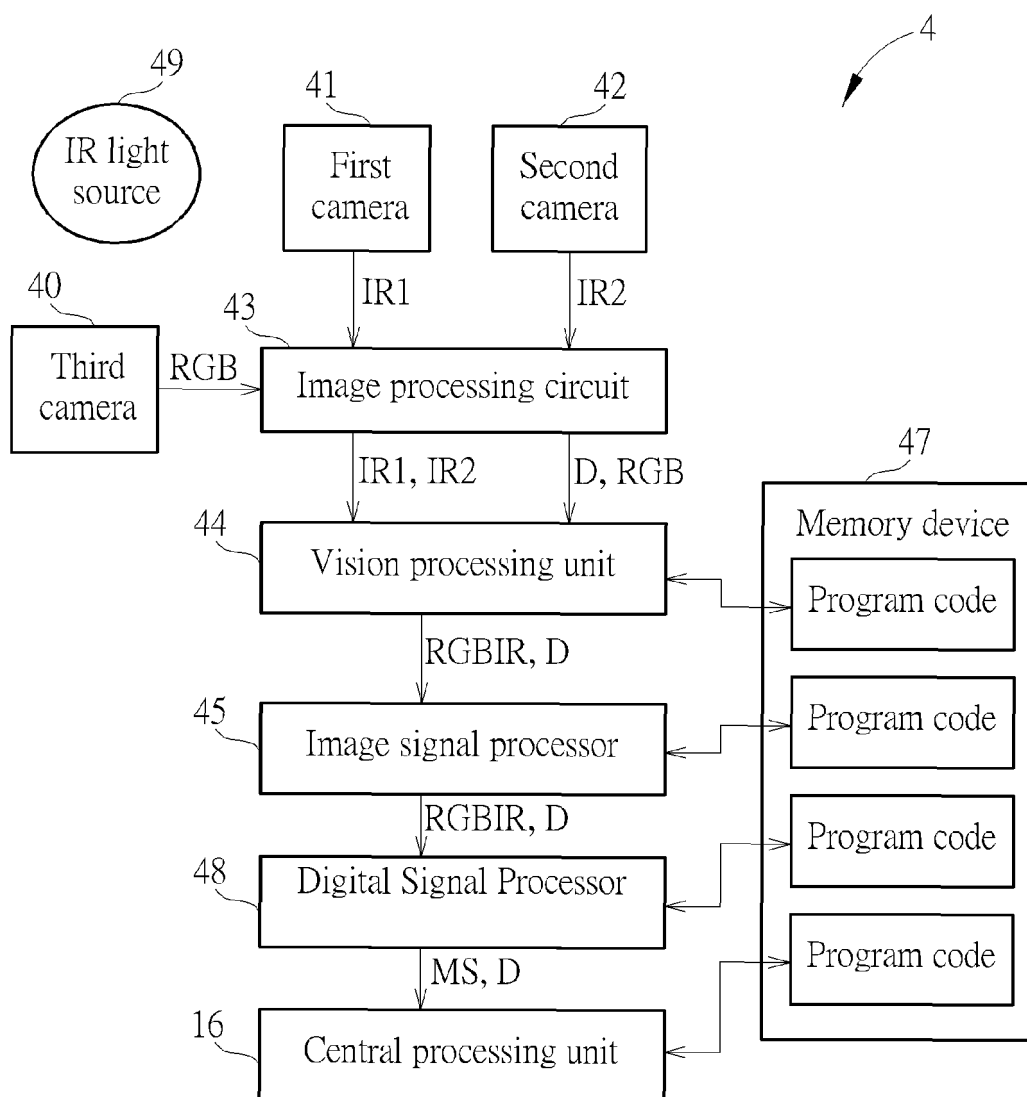 4
49
41
42
IR light
source
First
camera
Second
camera
IR1
IR2
40
43
Third
camera
RGB
Image processing circuit
IR1, IR2
D, RGB
47
44
Memory device
Vision processing unit
Program code
RGBIR, D
45
Program code
Image signal processor
RGBIR, D
Program code
48
Digital Signal Processor
Program code
MS, D
16
Central processing unit